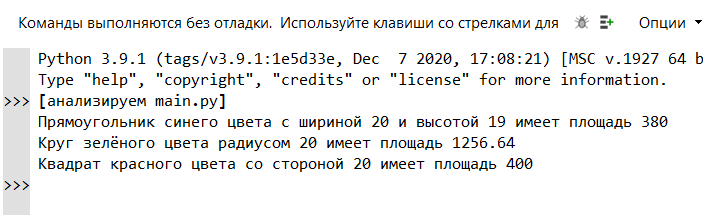 Команды выполняются без отладки. Используйте клавиши со стрелками для Опции
Python 3.9.1 (tags/v3.9.1:1e5d33e, Dec  7 2020, 17:08:21) [MSC v.1927 64 b
Type "help", "copyright", "credits" or "license" for more information.
>>> [анализируем main.py]
Прямоугольник синего цвета с шириной 20 и высотой 19 имеет площадь 380
Круг зелёного цвета радиусом 20 имеет площадь 1256.64
Квадрат красного цвета со стороной 20 имеет площадь 400
>>>